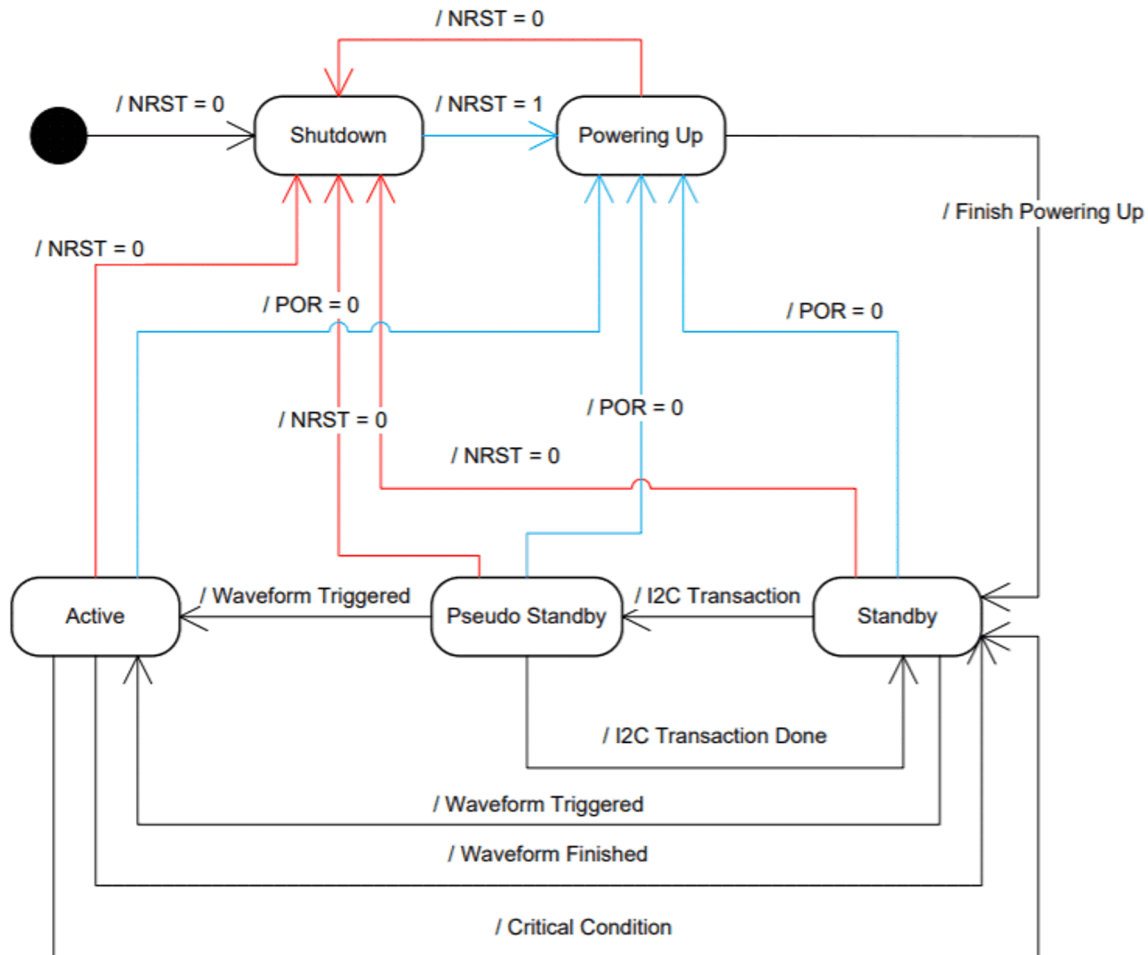 / NRST = 0
/ NRST = 0
/ NRST = 1
Shutdown
Powering Up
/ Finish Powering Up
/ NRST = 0
/ POR = 0
/ POR = 0
/ POR = 0
/ NRST = 0
/ NRST = 0
/ Waveform Triggered
/ I2C Transaction
Active
Pseudo Standby
Standby
/ I2C Transaction Done
/ Waveform Triggered
/ Waveform Finished
/ Critical Condition